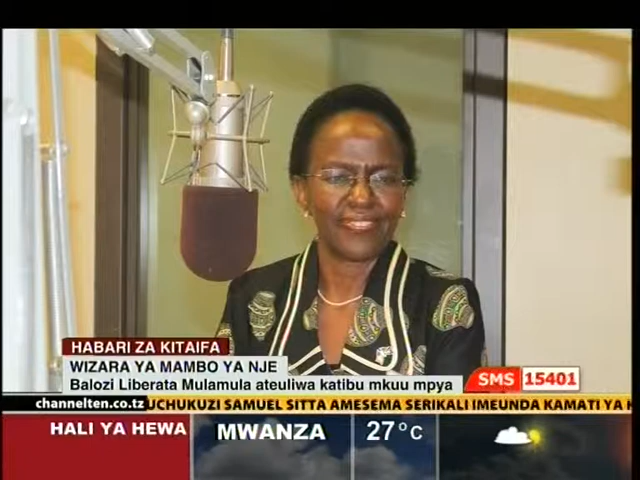 HABARI ZA KITAIFA
WIZARA YA MAMBO YA NJE
Balozi Liberata Mulamula ateuliwa katibu mkuu mpya
SMS 15401
channelten.co.tz UCHUKUZI SAMUEL SITTA AMESEMA SERIKALI IMEUNDA KAMATI YA K
HALI YA HEWA MWANZA 27°C